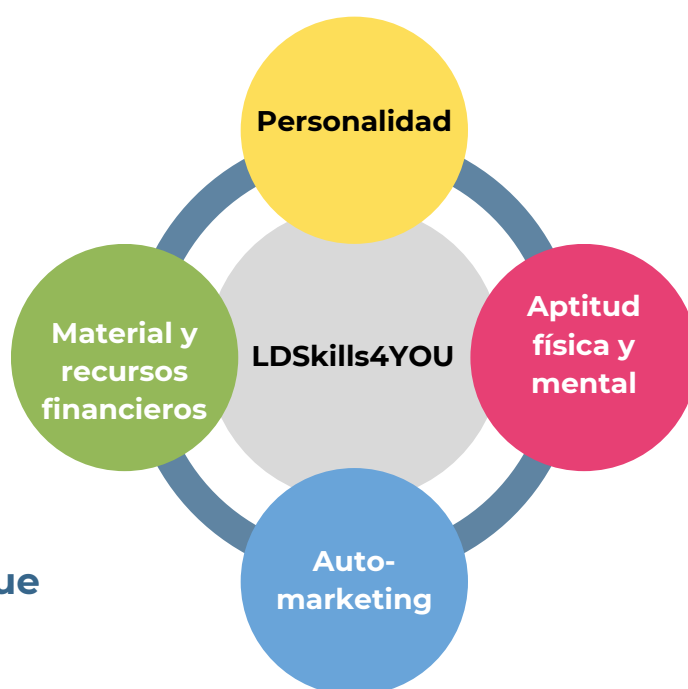 Personalidad
Aptitud
física y
mental
Material y
recursos
financieros
LDSkills4YOU
Auto-
marketing
ue